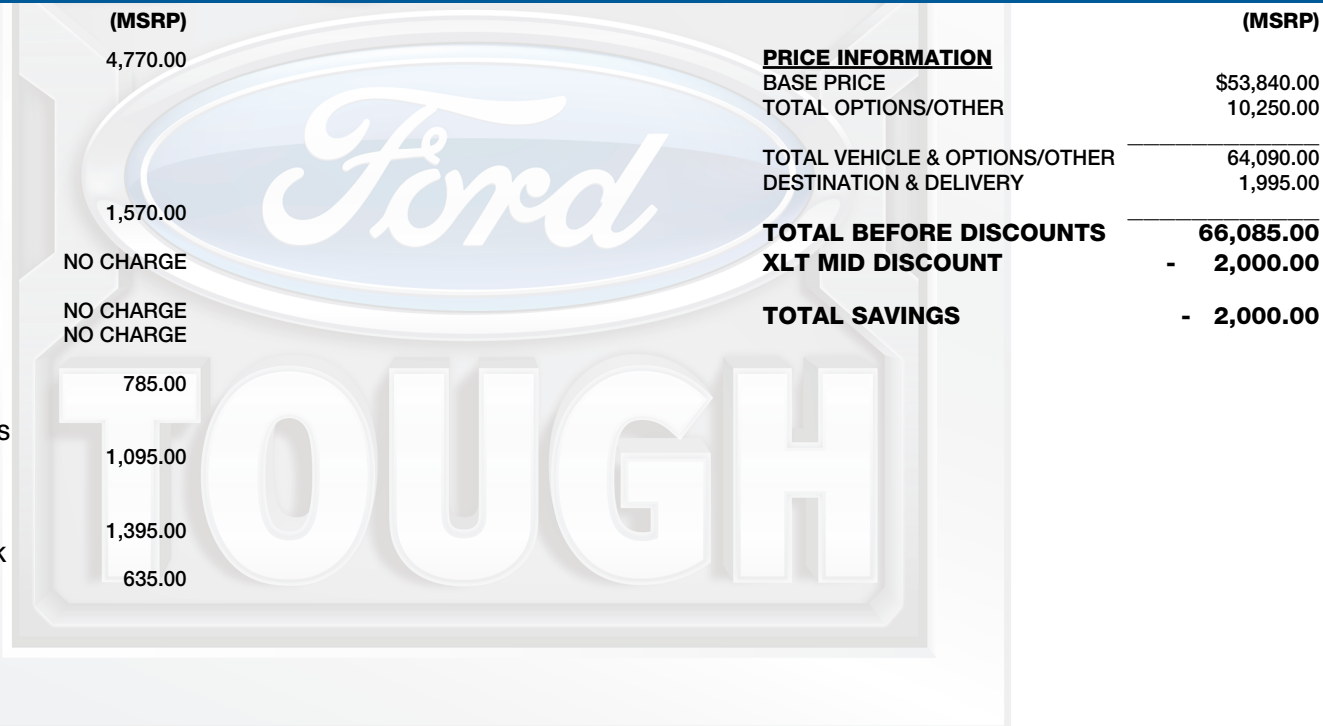 (MSRP)
4,770.00
1,570.00
NO CHARGE
NO CHARGE
NO CHARGE
785.00
S
1,095.00
1,395.00
K
635.00
Ford
TOUGH
(MSRP)
PRICE INFORMATION
BASE PRICE $53,840.00
TOTAL OPTIONS/OTHER 10,250.00
TOTAL VEHICLE & OPTIONS/OTHER 64,090.00
DESTINATION & DELIVERY 1,995.00
TOTAL BEFORE DISCOUNTS 66,085.00
XLT MID DISCOUNT - 2,000.00
TOTAL SAVINGS - 2,000.00